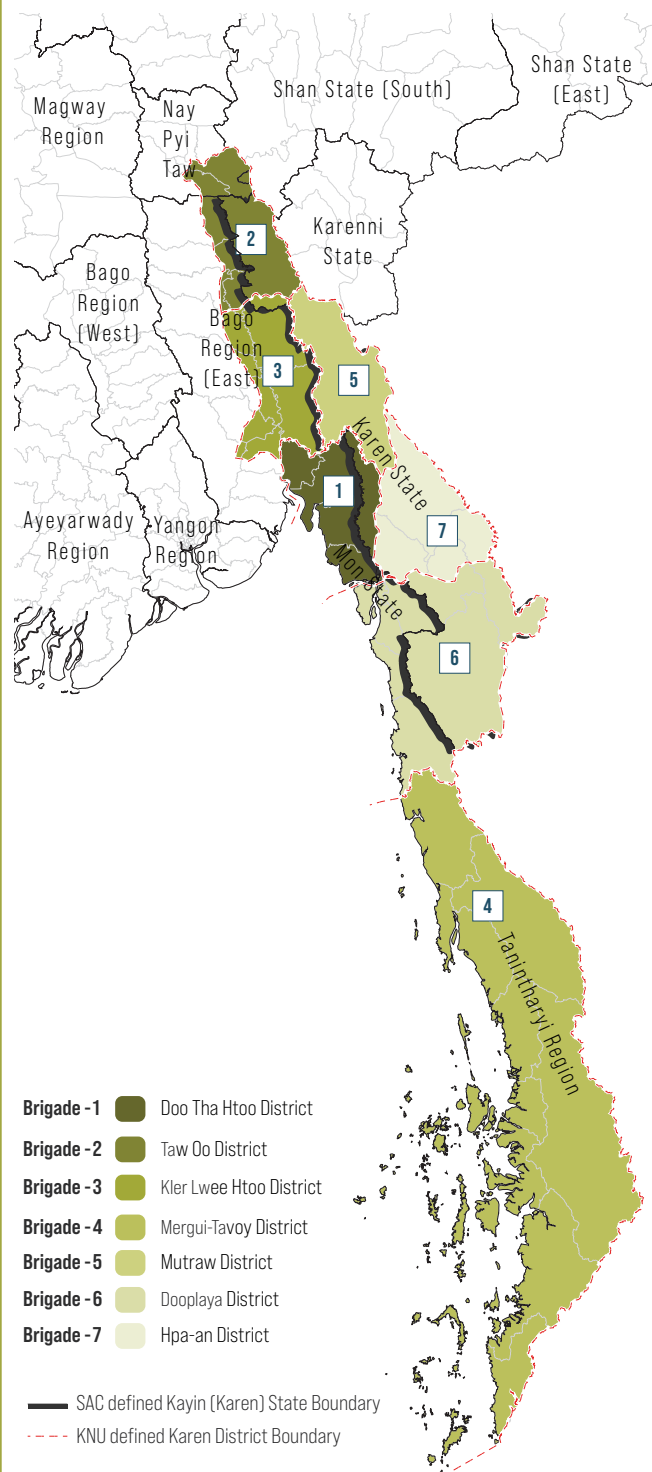 Shan State (South)
Shan State
(East)
Magway
Region
Nay
Pyi
Taw
Karenni
State
2
Bago
Region
(West)
Bago
Region
(East)
3
5
Karen State
1
7
Ayeyarwady
Region
Yangon
Region
Mon State
6
4
Tanintharyi Region
Brigade -1 Doo Tha Htoo District
Brigade -2 Taw Oo District
Brigade -3 Kler Lwee Htoo District
Brigade -4 Mergui-Tavoy District
Brigade -5 Mutraw District
Brigade -6 Dooplaya District
Brigade -7 Hpa-an District
SAC defined Kayin (Karen) State Boundary
KNU defined Karen District Boundary